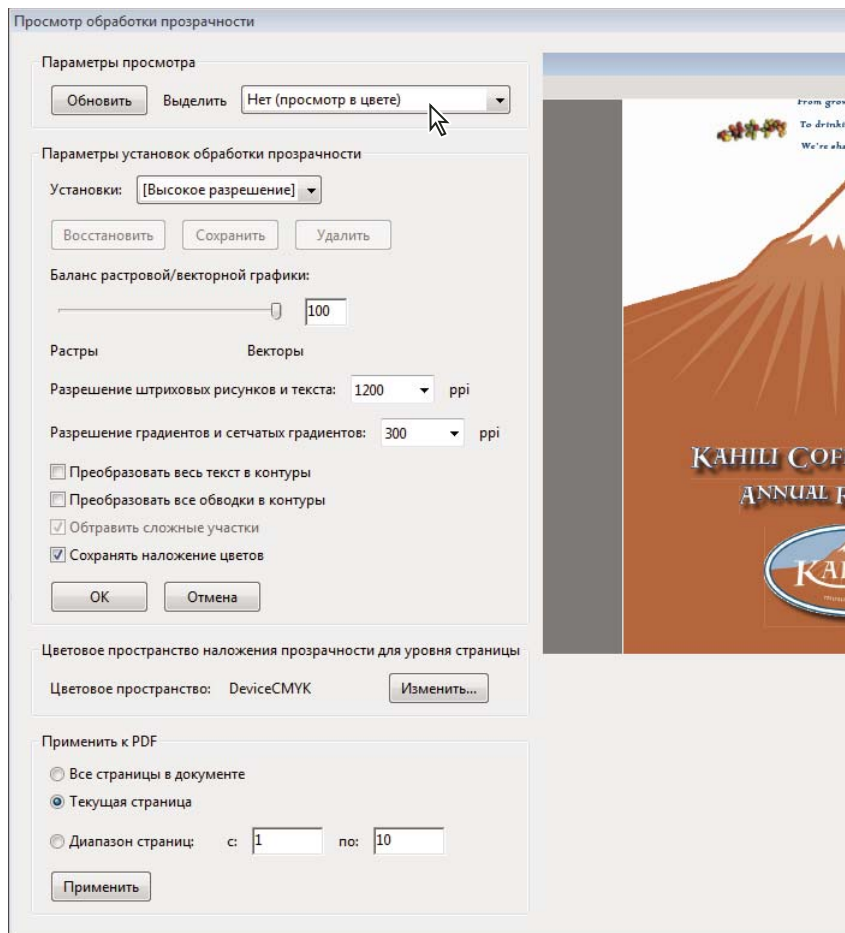 Просмотр обработки прозрачности
Параметры просмотра
Обновить Выделить Нет (просмотр в цвете)
Параметры установок обработки прозрачности
Установки: [Высокое разрешение]
Восстановить Сохранить Удалить
Баланс растровой/векторной графики:
100
Растры Векторы
Разрешение штриховых рисунков и текста: 1200 ppi
Разрешение градиентов и сетчатых градиентов: 300 ppi
Преобразовать весь текст в контуры
Преобразовать все обводки в контуры
Обтравить сложные участки
Сохранять наложение цветов
OK Отмена
Цветовое пространство наложения прозрачности для уровня страницы
Цветовое пространство: DeviceCMYK Изменить...
Применить к PDF
Все страницы в документе
Текущая страница
Диапазон страниц: с: 1 по: 10
Применить
From grow
To drinki
We're sha
KAHILI COF
ANNUAL R
KA